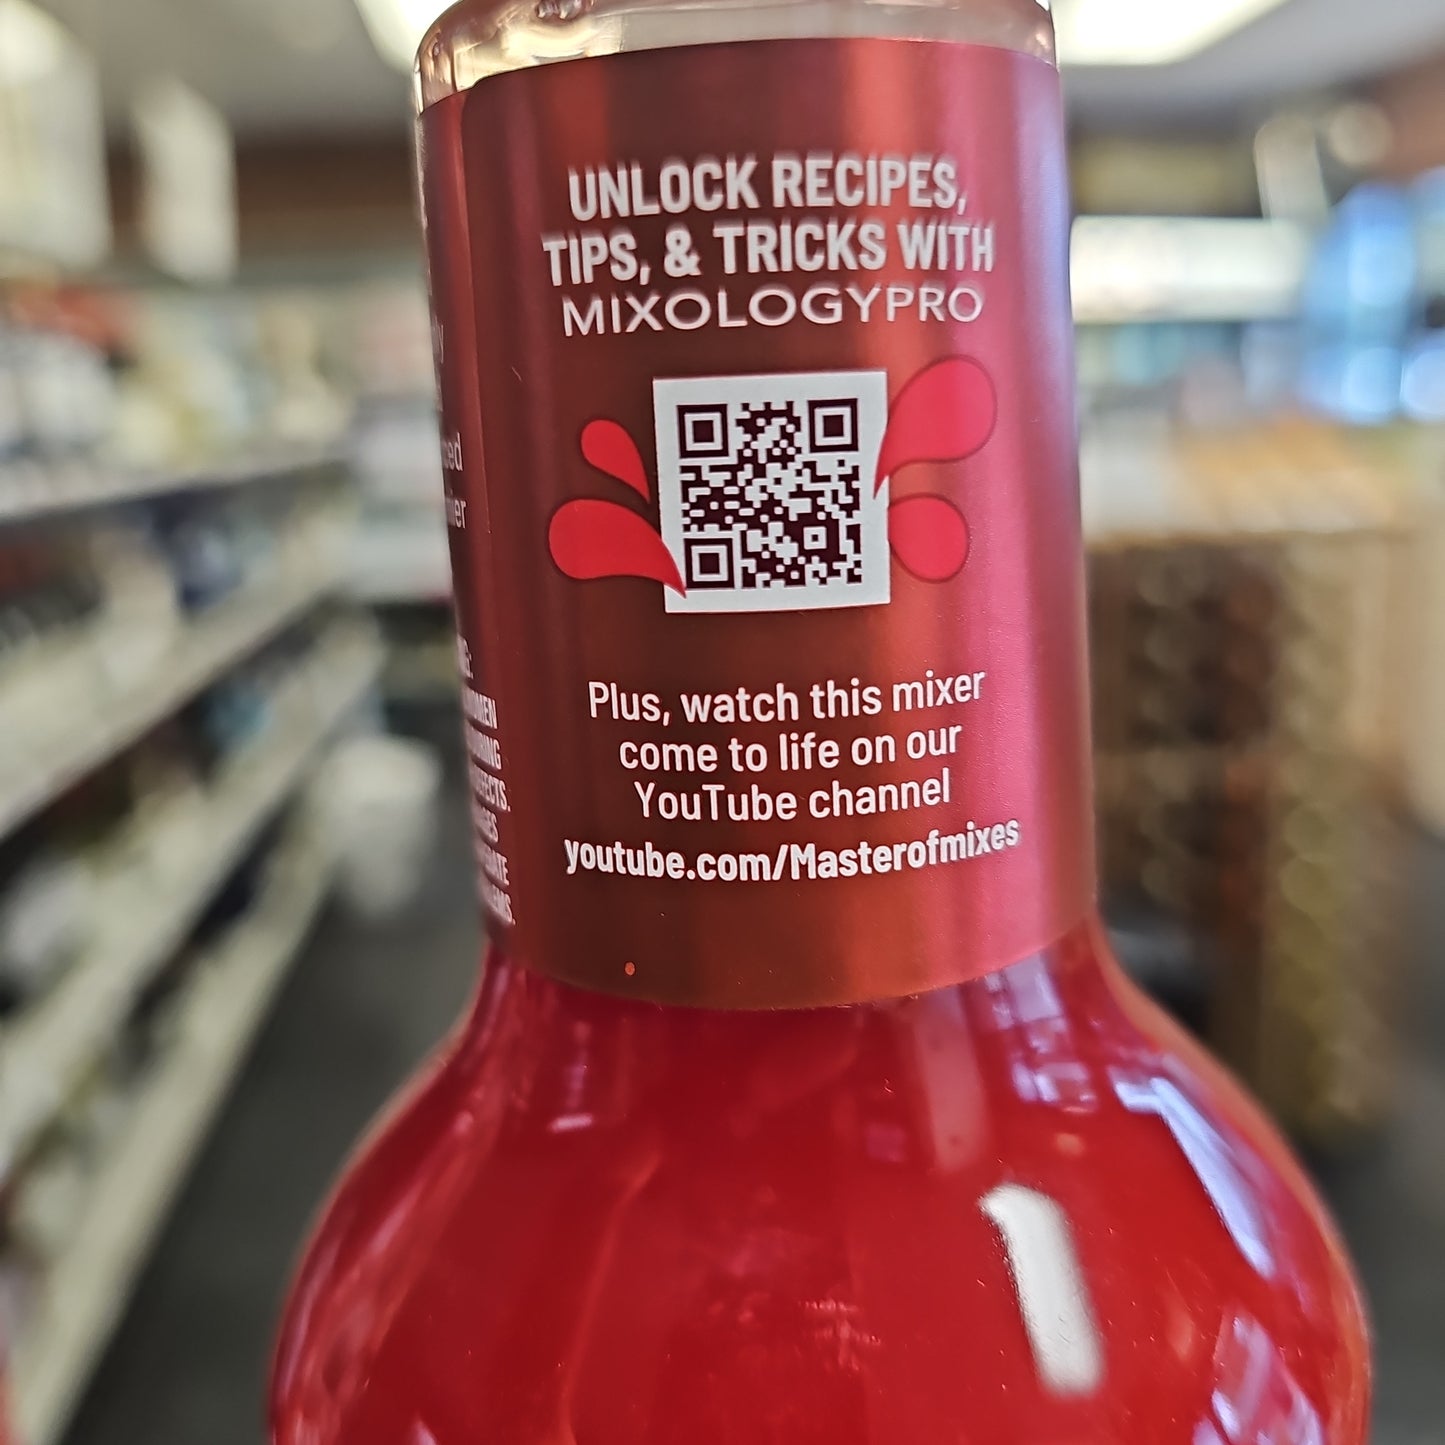 UNLOCK RECIPES,
TIPS, & TRICKS WITH
MIXOLOGYPRO
Plus, watch this mixer
come to life on our
YouTube channel
youtube.com/Masterofmixes